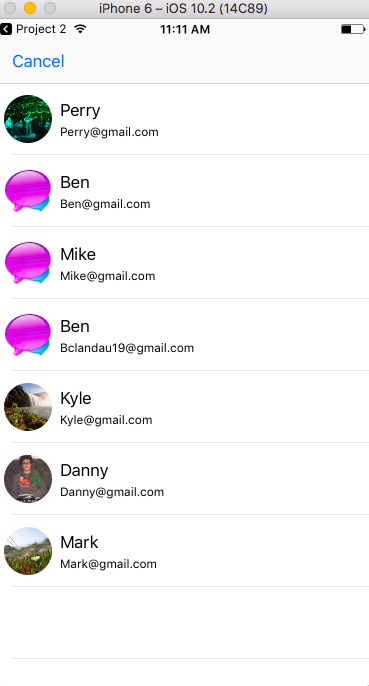 iPhone 6 – iOS 10.2 (14C89)
Project 2 11:11 AM
Cancel
Perry
Perry@gmail.com
Ben
Ben@gmail.com
Mike
Mike@gmail.com
Ben
Bclandau19@gmail.com
Kyle
Kyle@gmail.com
Danny
Danny@gmail.com
Mark
Mark@gmail.com